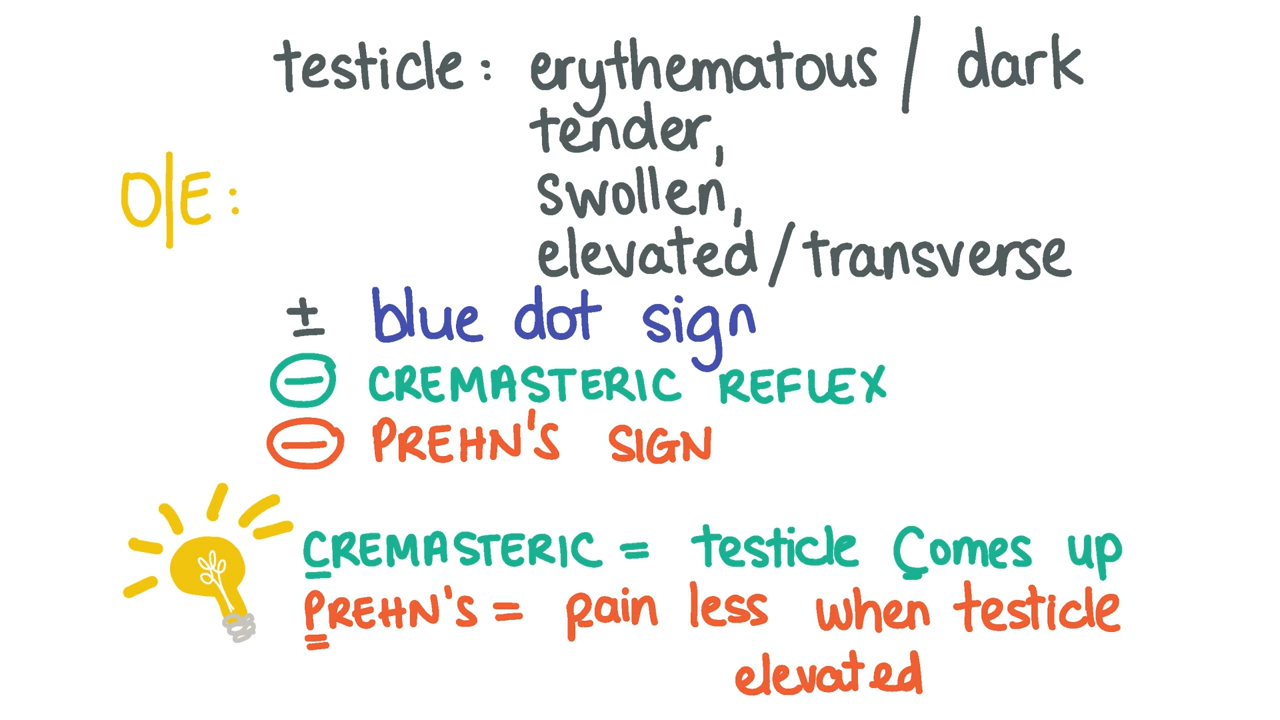 testicle: erythematous / dark
tender,
O/E:
swollen,
elevated/transverse
± blue dot sign
⊖ CREMASTERIC REFLEX
⊖ PREHN'S SIGN
CREMASTERIC = testicle Comes up
PREHN'S = pain less when testicle
elevated